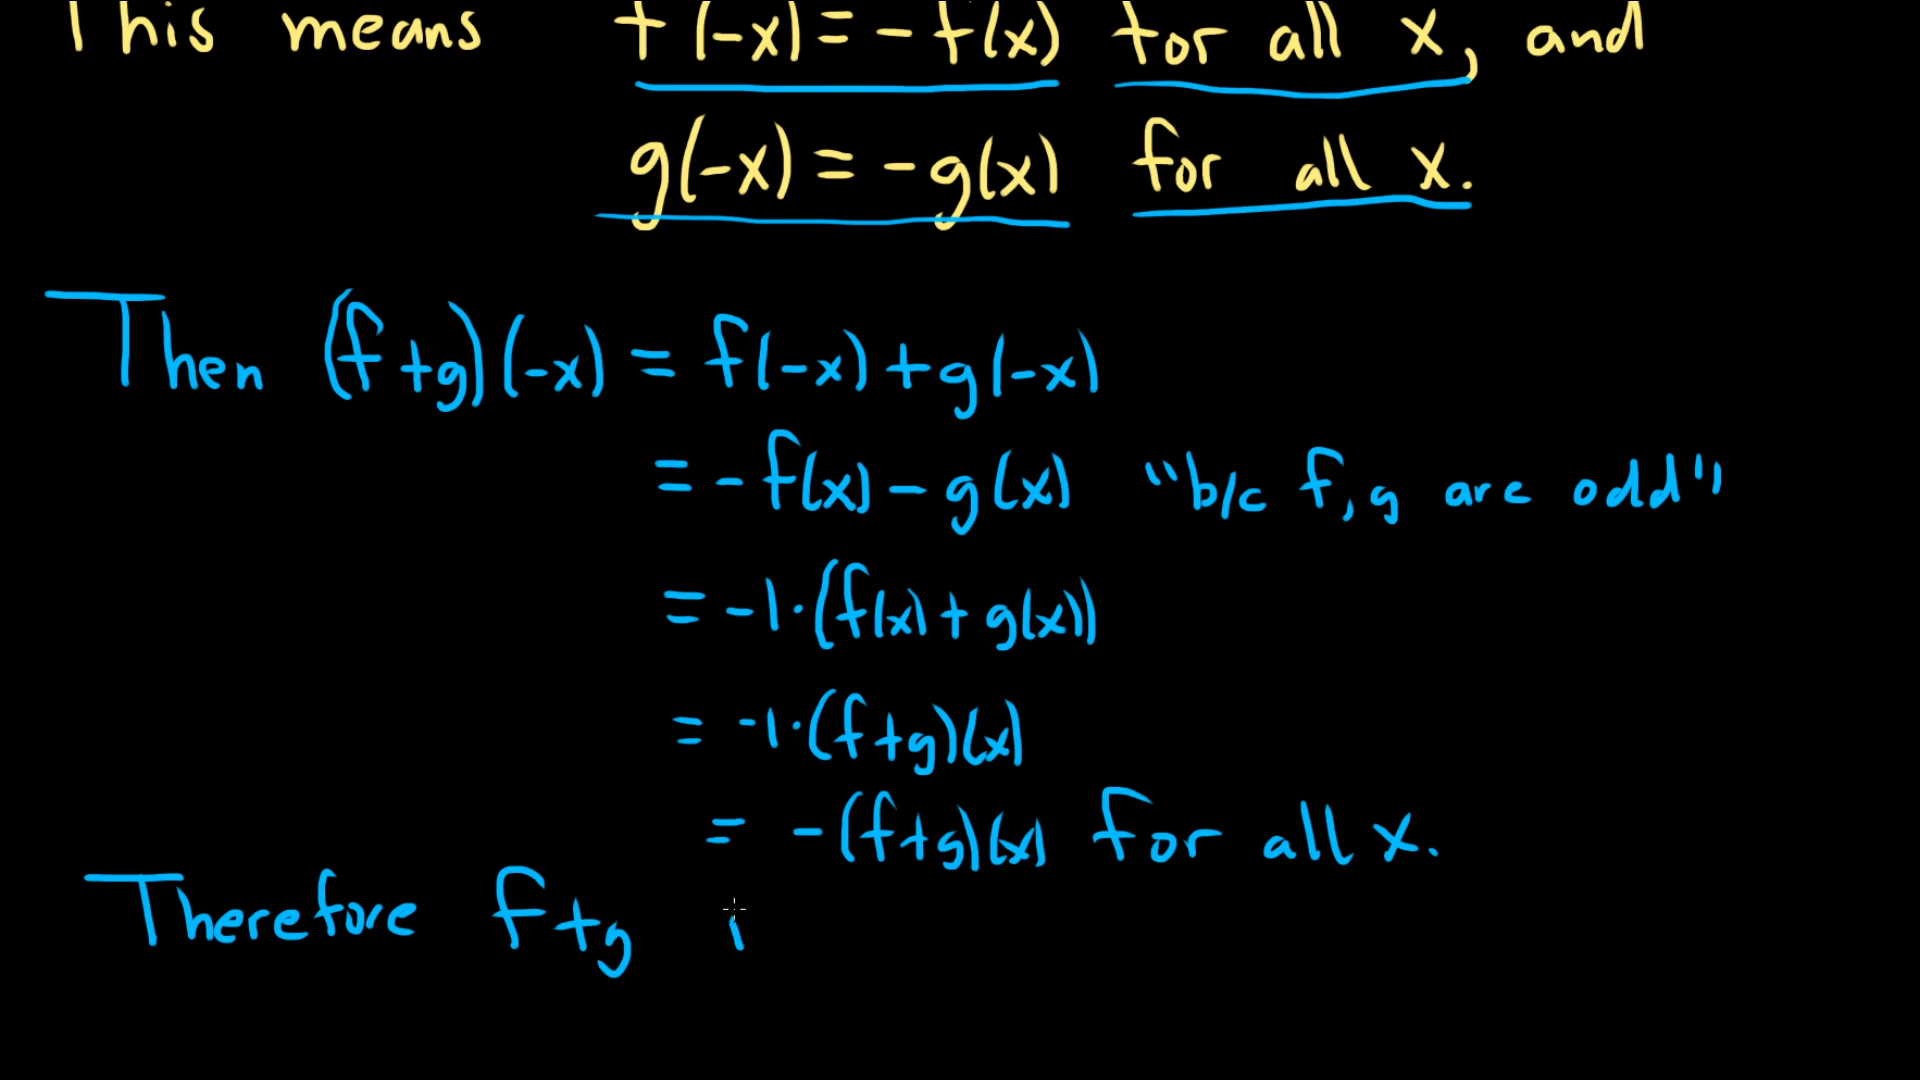 This means f(-x) = -f(x) for all x, and
g(-x) = -g(x) for all x.
Then (f+g)(-x) = f(-x) + g(-x)
= -f(x) - g(x) "b/c f, g are odd"
= -1·(f(x) + g(x))
= -1·(f+g)(x)
= -(f+g)(x) for all x.
Therefore f+g i